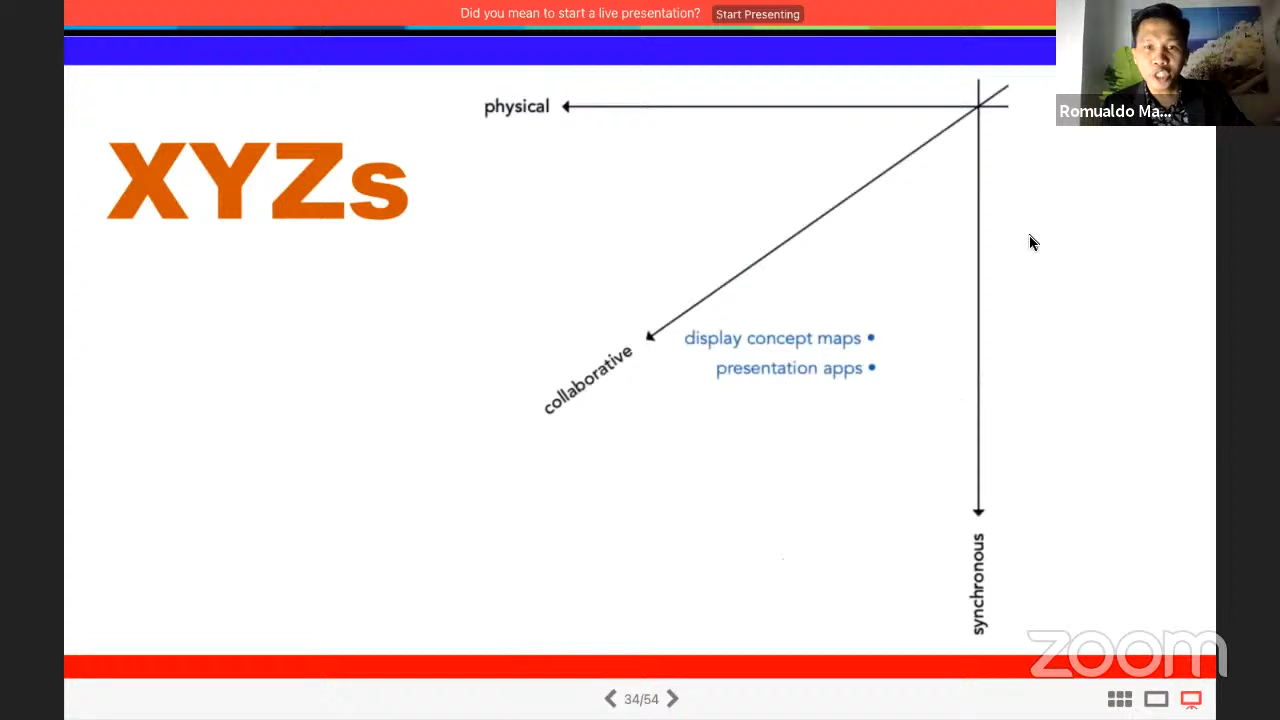 Did you mean to start a live presentation? Start Presenting
Romualdo Ma...
physical
XYZs
display concept maps •
presentation apps •
collaborative
synchronous
zoom
34/54